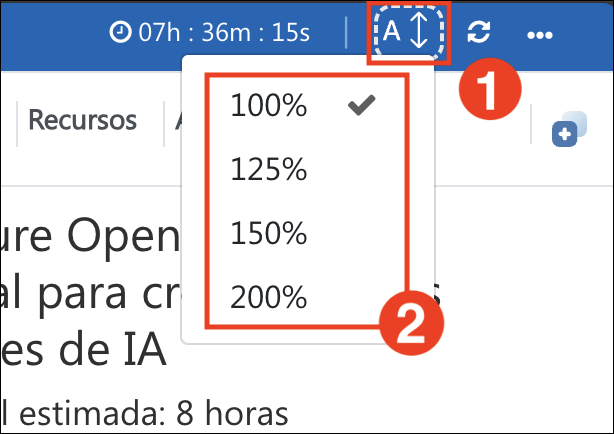 07h : 36m : 15s
A
1
100%
Recursos
125%
150%
ure Open
al para cr
200%
2
es de IA
l estimada: 8 horas